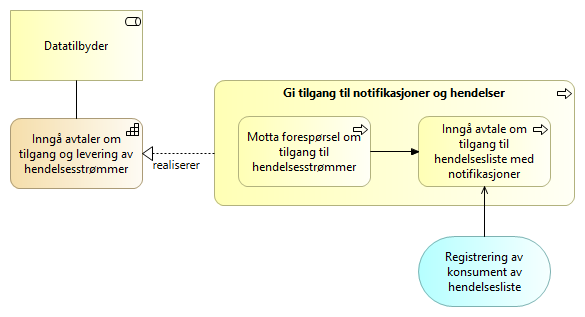 Datatilbyder
Inngå avtaler om
tilgang og levering av
hendelsesstrømmer
realiserer
Gi tilgang til notifikasjoner og hendelser
Motta forespørsel om
tilgang til
hendelsesstrømmer
Inngå avtale om
tilgang til
hendelsesliste med
notifikasjoner
Registrering av
konsument av
hendelsesliste